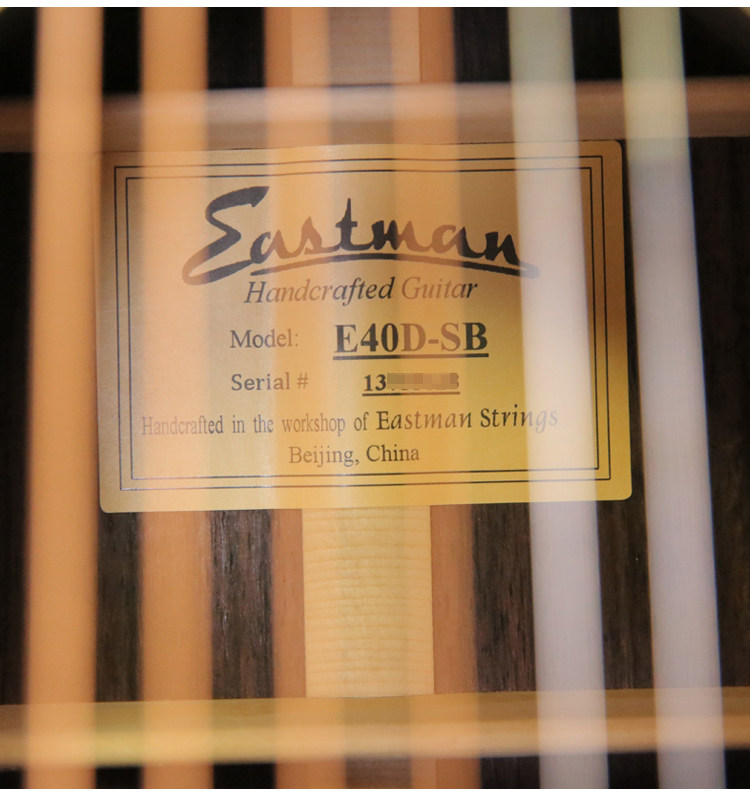 Eastman
Handcrafted Guitar
Model: E40D-SB
Serial #
Handcrafted in the workshop of Eastman Strings
Beijing, China